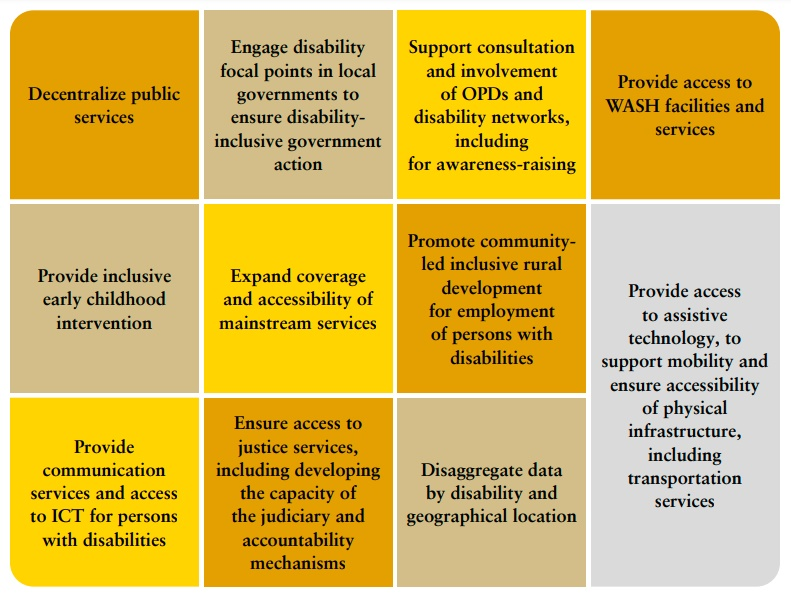 Decentralize public
services
Engage disability
focal points in local
governments to
ensure disability-
inclusive government
action
Support consultation
and involvement
of OPDs and
disability networks,
including
for awareness-raising
Provide access to
WASH facilities and
services
Provide inclusive
early childhood
intervention
Expand coverage
and accessibility of
mainstream services
Promote community-
led inclusive rural
development
for employment
of persons with
disabilities
Provide access
to assistive
technology, to
support mobility and
ensure accessibility
of physical
infrastructure,
including
transportation
services
Provide
communication
services and access
to ICT for persons
with disabilities
Ensure access to
justice services,
including developing
the capacity of
the judiciary and
accountability
mechanisms
Disaggregate data
by disability and
geographical location